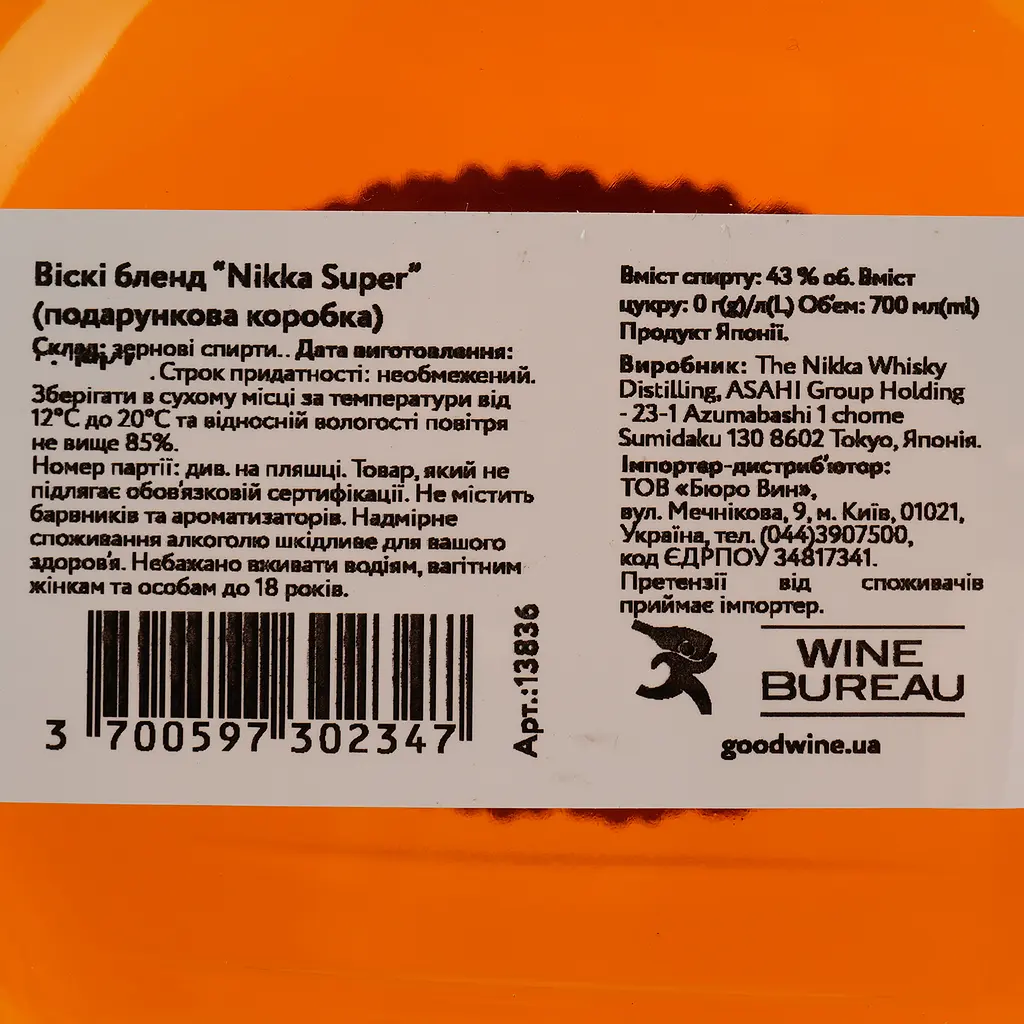 Віскі бленд “Nikka Super”
(подарункова коробка)
Склад: зернові спирти.. Дата виготовлення:
. Строк придатності: необмежений.
Зберігати в сухому місці за температури від
12°C до 20°C та відносній вологості повітря
не вище 85%.
Номер партії: див. на пляшці. Товар, який не
підлягає обов'язковій сертифікації. Не містить
барвників та ароматизаторів. Надмірне
споживання алкоголю шкідливе для вашого
здоров'я. Небажано вживати водіям, вагітним
жінкам та особам до 18 років.
3 700597 302347
Арт.:13836
Вміст спирту: 43 % об. Вміст
цукру: 0 г(g)/л(L) Об'єм: 700 мл(ml)
Продукт Японії.
Виробник: The Nikka Whisky
Distilling, ASAHI Group Holding
- 23-1 Azumabashi 1 chome
Sumidaku 130 8602 Tokyo, Японія.
Імпортер-дистриб'ютор:
ТОВ «Бюро Вин»,
вул. Мечнікова, 9, м. Київ, 01021,
Україна, тел. (044)3907500,
код ЄДРПОУ 34817341.
Претензії від споживачів
приймає імпортер.
WINE
BUREAU
goodwine.ua